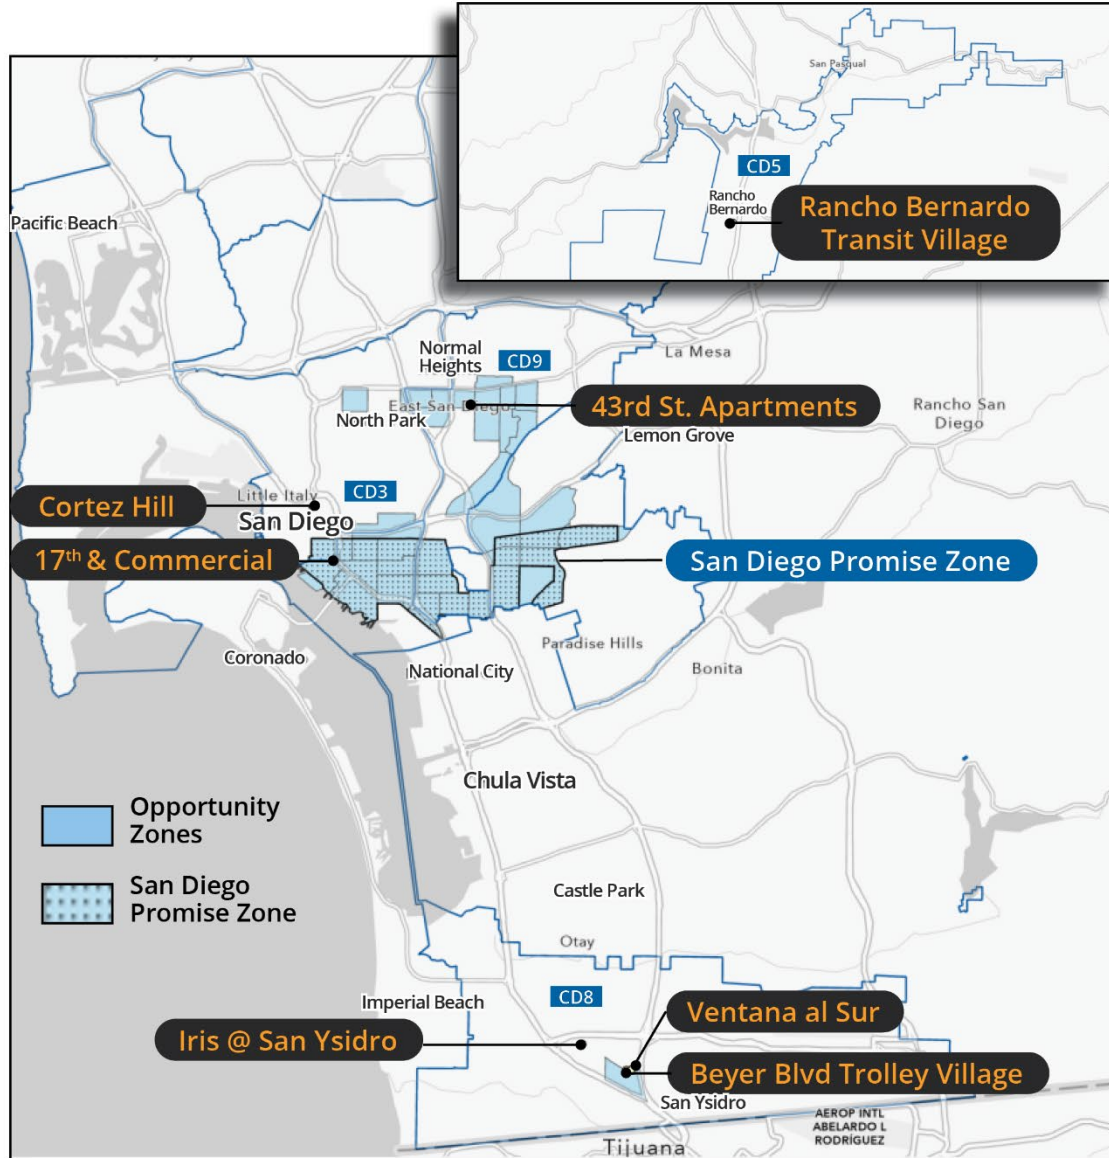 San Pasqual
CD5
Rancho
Bernardo
Rancho Bernardo
Transit Village
Pacific Beach
Normal
Heights
CD9
La Mesa
East San Diego
North Park
43rd St. Apartments
Rancho San
Diego
Lemon Grove
Cortez Hill
Little Italy
CD3
San Diego
17th & Commercial
San Diego Promise Zone
Coronado
National City
Paradise Hills
Bonita
Chula Vista
Opportunity
Zones
San Diego
Promise Zone
Castle Park
Otay
Imperial Beach
CD8
Ventana al Sur
Iris @ San Ysidro
Beyer Blvd Trolley Village
San Ysidro
AEROP INTL
ABELARDO L
RODRÍGUEZ
Tijuana